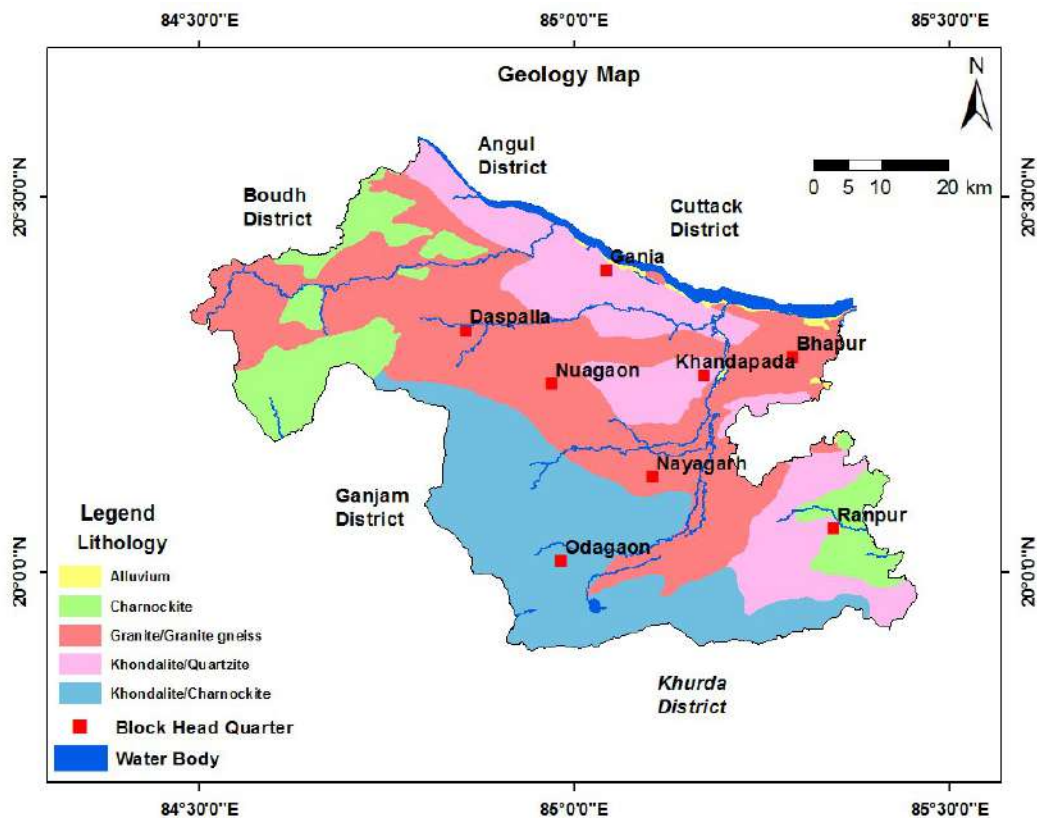 84°30'0"E 85°0'0"E 85°30'0"E
Geology Map
N
Angul
District
0 5 10 20 km
20°30'0"N
20°30'0"N
Boudh
District
Cuttack
District
Gania
Daspalla
Bhapur
Khandapada
Nuagaon
Nayagarh
Ganjam
District
Ranpur
Odagaon
20°0'0"N
20°0'0"N
Khurda
District
Legend
Lithology
Alluvium
Charnockite
Granite/Granite gneiss
Khondalite/Quartzite
Khondalite/Charnockite
Block Head Quarter
Water Body
84°30'0"E 85°0'0"E 85°30'0"E